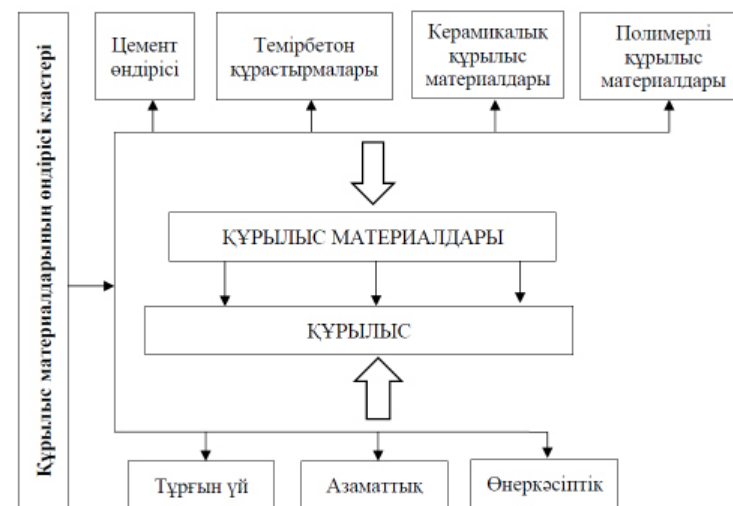 Құрылыс материалдарының өндірісі кластері
Цемент
өндірісі
Темірбетон
құрастырмалары
Керамикалық
құрылыс
материалдары
Полимерлі
құрылыс
материалдары
ҚҰРЫЛЫС МАТЕРИАЛДАРЫ
ҚҰРЫЛЫС
Тұрғын үй
Азаматтық
Өнеркәсіптік